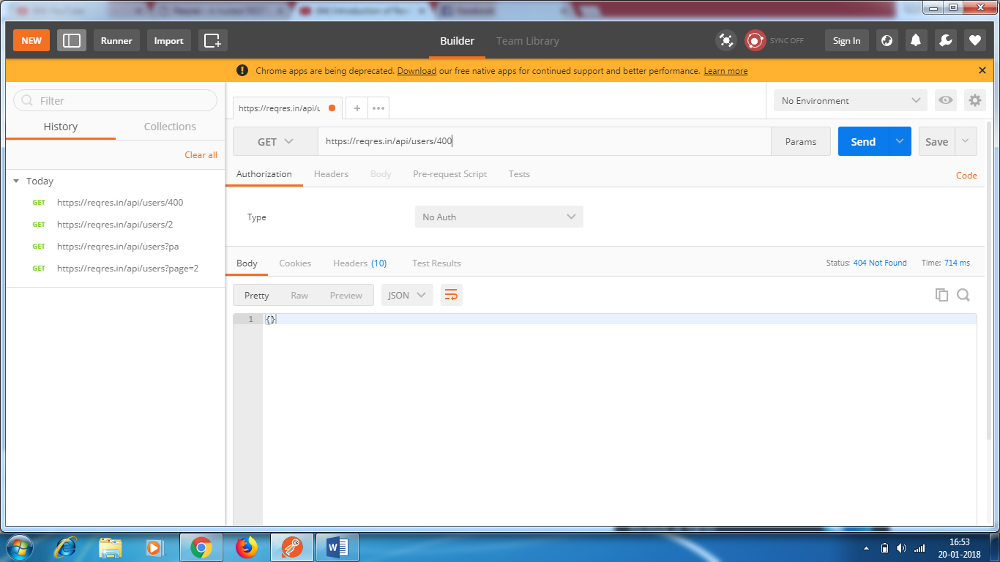 NEW Runner Import Builder Team Library SYNC OFF Sign In
Chrome apps are being deprecated. Download our free native apps for continued support and better performance. Learn more
Filter
History Collections
Clear all
Today
GET https://reqres.in/api/users/400
GET https://reqres.in/api/users/2
GET https://reqres.in/api/users?pa
GET https://reqres.in/api/users?page=2
https://reqres.in/api/u
No Environment
GET https://reqres.in/api/users/400 Params Send Save
Authorization Headers Body Pre-request Script Tests Code
Type No Auth
Body Cookies Headers (10) Test Results Status: 404 Not Found Time: 714 ms
Pretty Raw Preview JSON
1 {}
16:53
20-01-2018